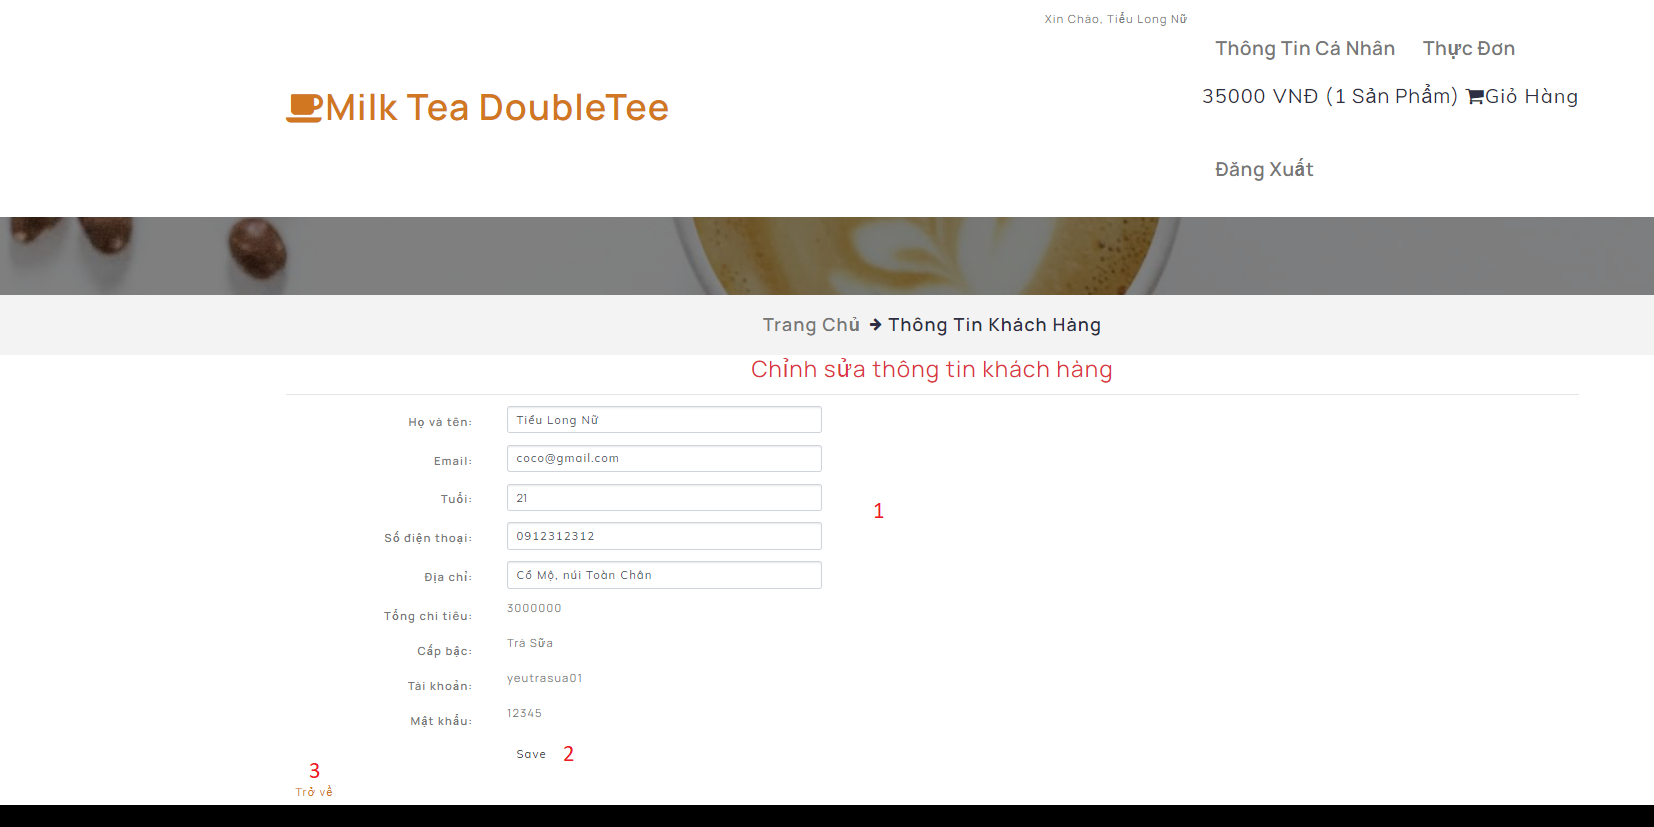 Xin Chào, Tiểu Long Nữ
Thông Tin Cá Nhân Thực Đơn
Milk Tea DoubleTee
35000 VNĐ (1 Sản Phẩm) Giỏ Hàng
Đăng Xuất
Trang Chủ → Thông Tin Khách Hàng
Chỉnh sửa thông tin khách hàng
Họ và tên: Tiểu Long Nữ
Email: coco@gmail.com
Tuổi: 21
1
Số điện thoại: 0912312312
Địa chỉ: Cổ Mộ, núi Toàn Chân
Tổng chi tiêu: 3000000
Cấp bậc: Trà Sữa
Tài khoản: yeutrasua01
Mật khẩu: 12345
Save 2
3
Trở về